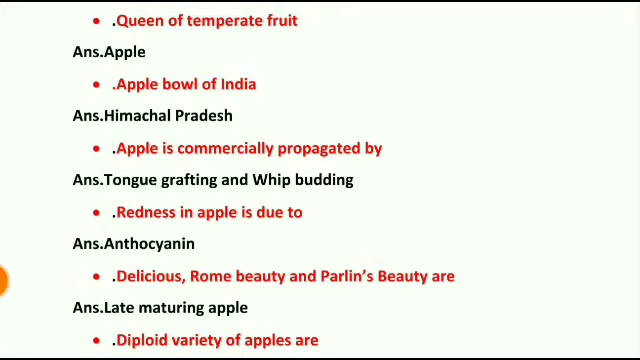 • .Queen of temperate fruit
Ans.Apple
• .Apple bowl of India
Ans.Himachal Pradesh
• .Apple is commercially propagated by
Ans.Tongue grafting and Whip budding
• .Redness in apple is due to
Ans.Anthocyanin
• .Delicious, Rome beauty and Parlin’s Beauty are
Ans.Late maturing apple
• .Diploid variety of apples are